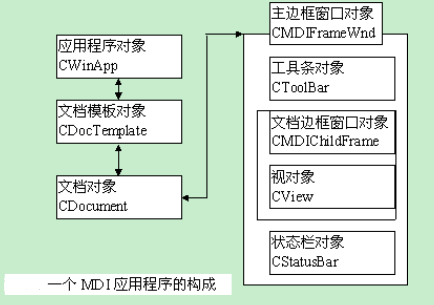 主边框窗口对象
CMDIFrameWnd
应用程序对象
CWinApp
工具条对象
CToolBar
文档模板对象
CDocTemplate
文档边框窗口对象
CMDIChildFrame
文档对象
CDocument
视对象
CView
状态栏对象
CStatusBar
一个MDI应用程序的构成